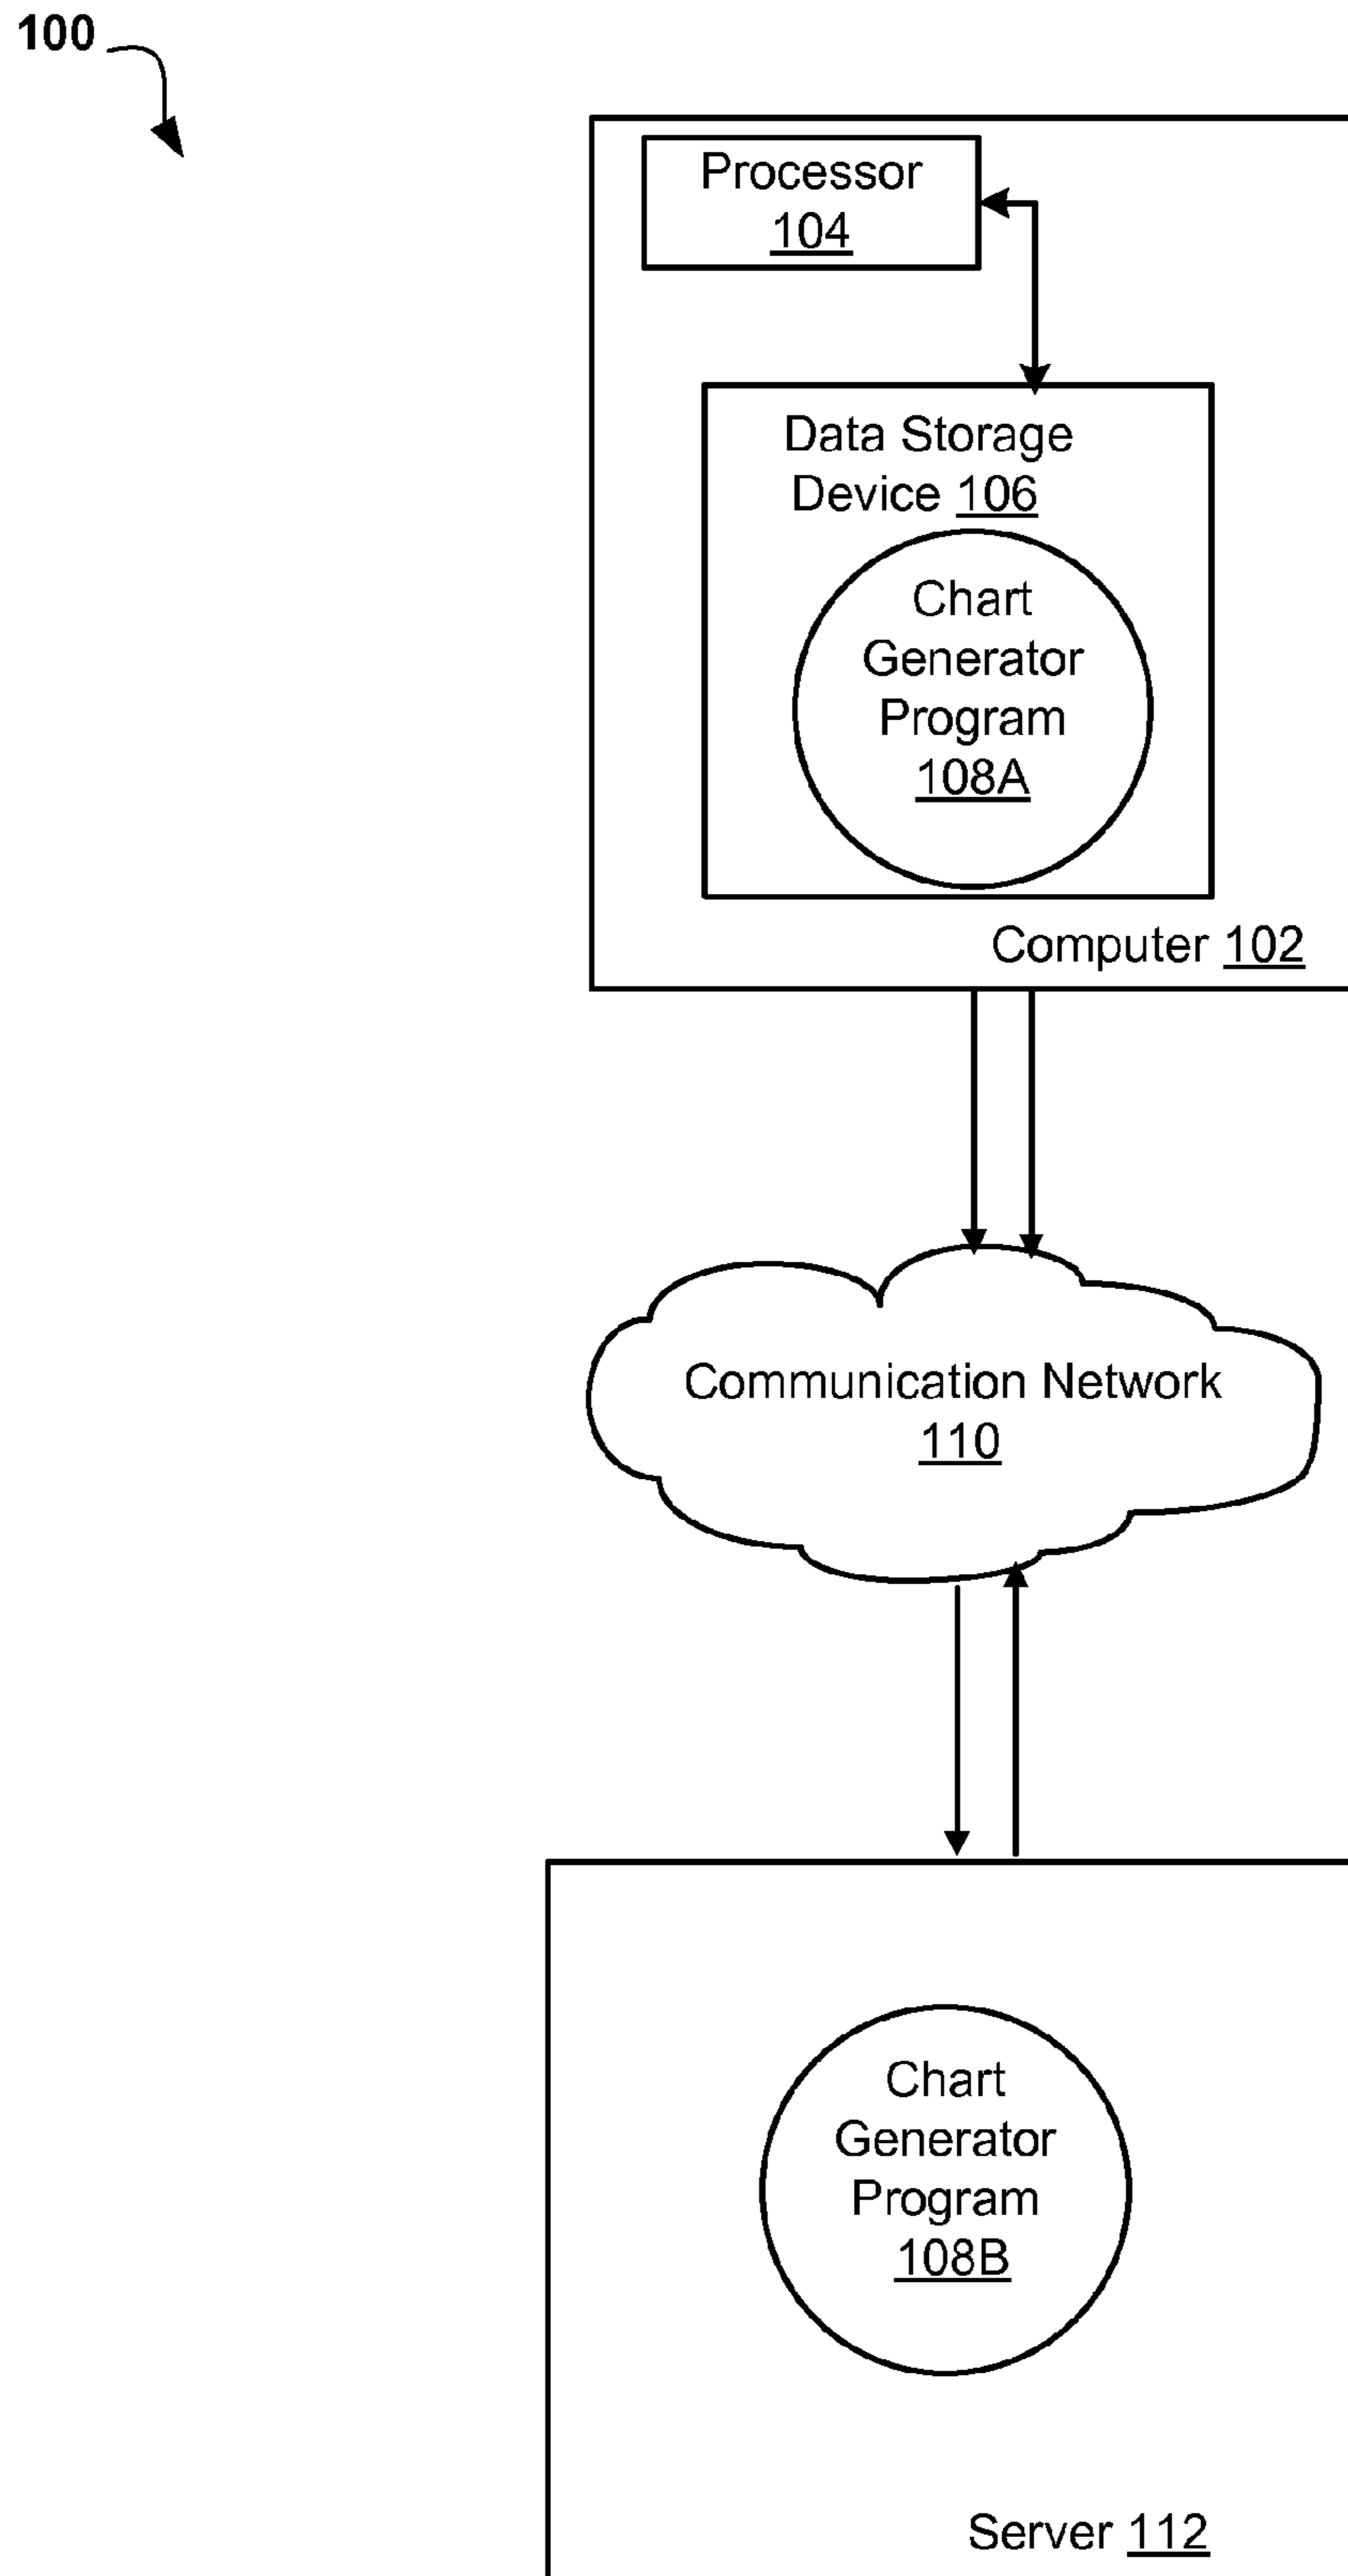 100
Processor
104
Data Storage
Device 106
Chart
Generator
Program
108A
Computer 102
Communication Network
110
Chart
Generator
Program
108B
Server 112